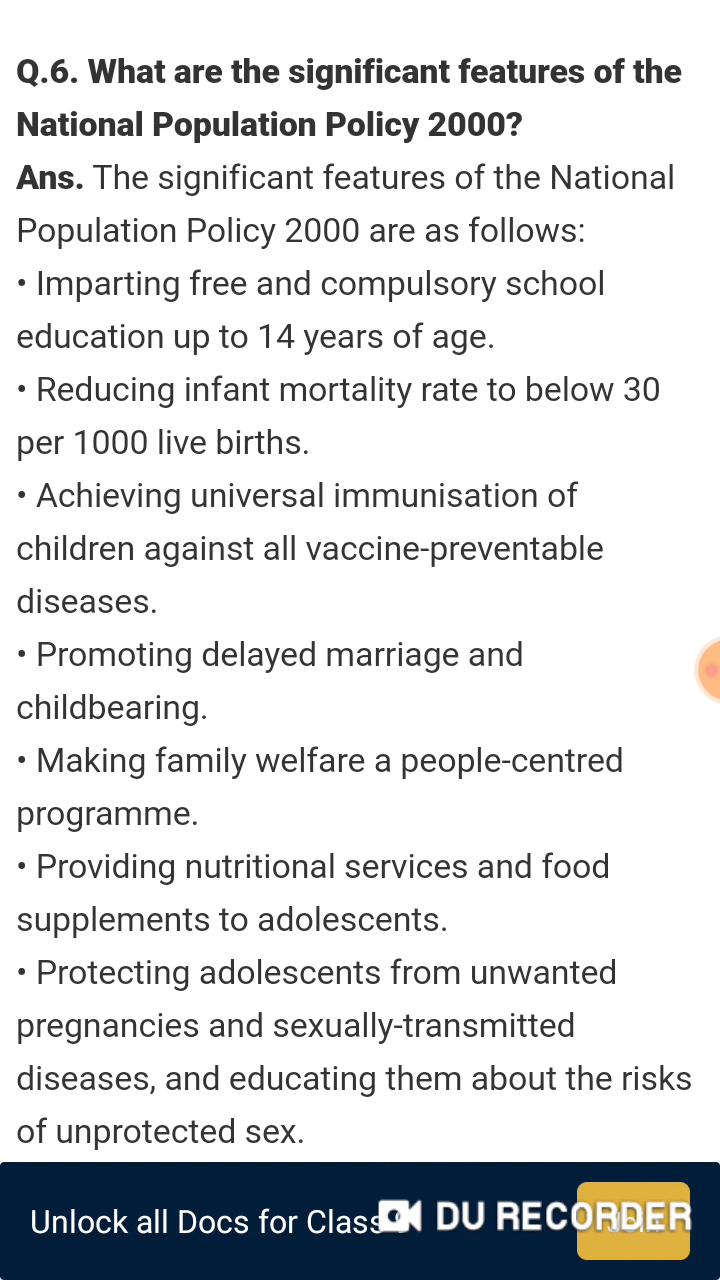 Q.6. What are the significant features of the
National Population Policy 2000?
Ans. The significant features of the National
Population Policy 2000 are as follows:
• Imparting free and compulsory school
education up to 14 years of age.
• Reducing infant mortality rate to below 30
per 1000 live births.
• Achieving universal immunisation of
children against all vaccine-preventable
diseases.
• Promoting delayed marriage and
childbearing.
• Making family welfare a people-centred
programme.
• Providing nutritional services and food
supplements to adolescents.
• Protecting adolescents from unwanted
pregnancies and sexually-transmitted
diseases, and educating them about the risks
of unprotected sex.
Unlock all Docs for Class
DU RECORDER